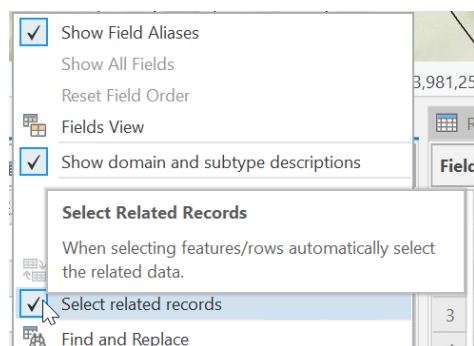 Show Field Aliases
Show All Fields
3,981,25
Reset Field Order
Fields View
R
Show domain and subtype descriptions
Field
Select Related Records
When selecting features/rows automatically select
the related data.
Select related records
3
Find and Replace